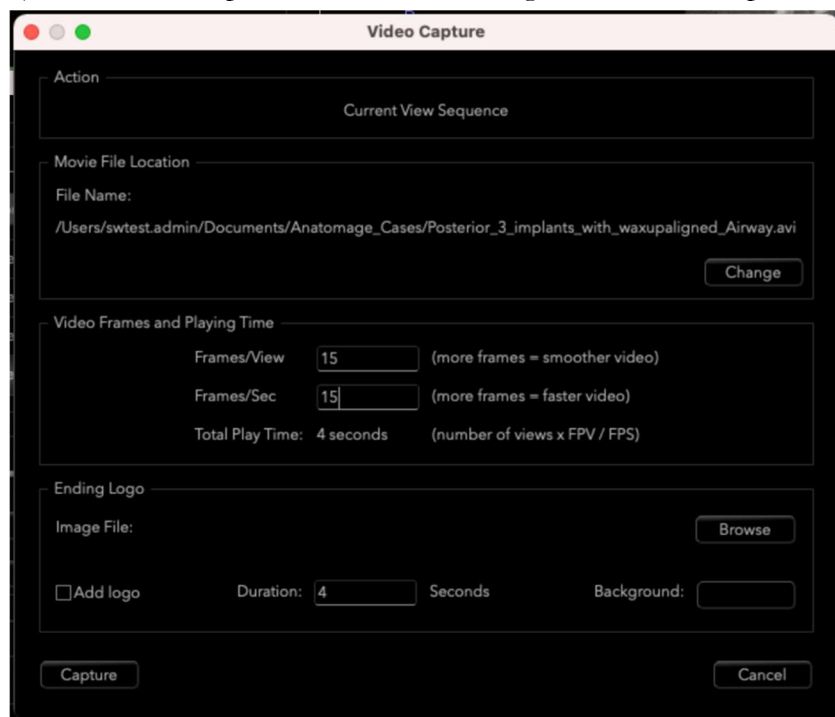 Video Capture
Action
Current View Sequence
Movie File Location
File Name:
/Users/swtest.admin/Documents/Anatomage_Cases/Posterior_3_implants_with_waxupaligned_Airway.avi
Change
Video Frames and Playing Time
Frames/View 15 (more frames = smoother video)
Frames/Sec 15 (more frames = faster video)
Total Play Time: 4 seconds (number of views x FPV / FPS)
Ending Logo
Image File: Browse
Add logo Duration: 4 Seconds Background:
Capture Cancel